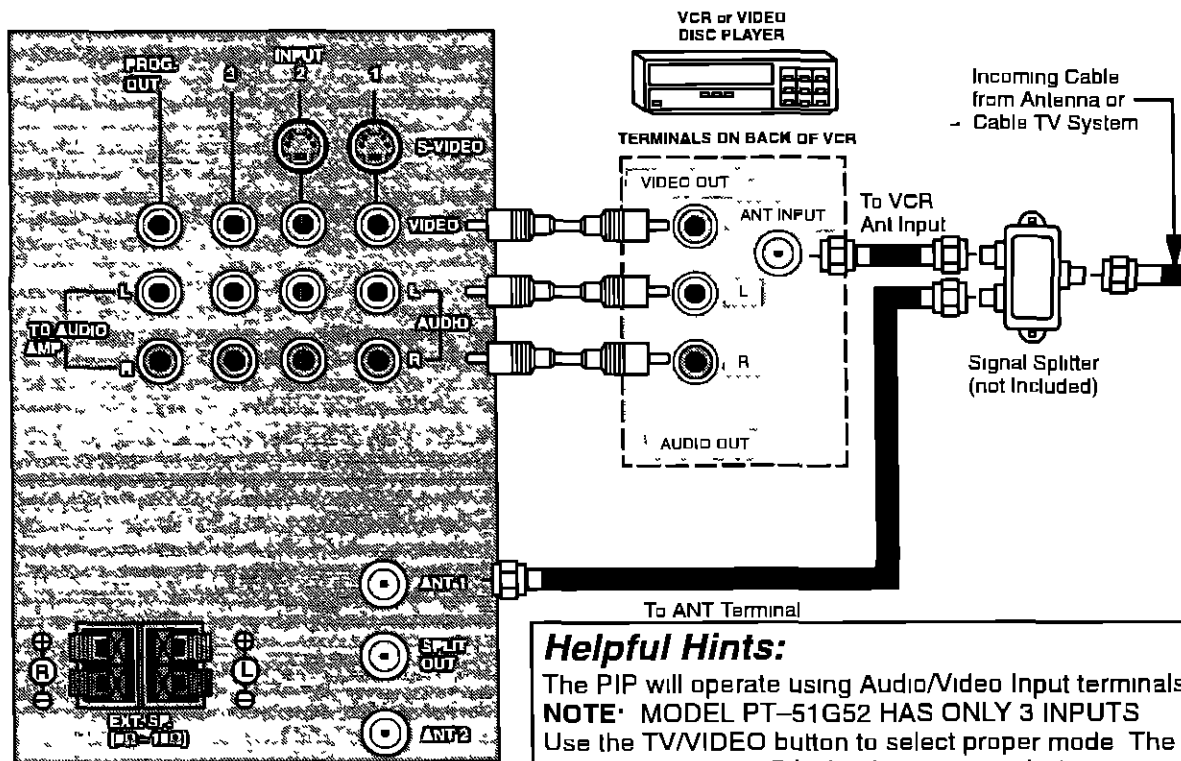 VCR or VIDEO
DISC PLAYER
Incoming Cable
from Antenna or
Cable TV System
PROG.
OUT
INPUT
3
2
1
S-VIDEO
TERMINALS ON BACK OF VCR
VIDEO OUT
ANT INPUT
To VCR
Ant Input
VIDEO
L
L
AUDIO
L
TO AUDIO
AMP
R
R
R
Signal Splitter
(not Included)
AUDIO OUT
ANT-1
To ANT Terminal
SPLIT
OUT
R
L
EXT. SP.
ANT-2
Helpful Hints:
The PIP will operate using Audio/Video Input terminals
NOTE· MODEL PT–51G52 HAS ONLY 3 INPUTS
Use the TV/VIDEO button to select proper mode The